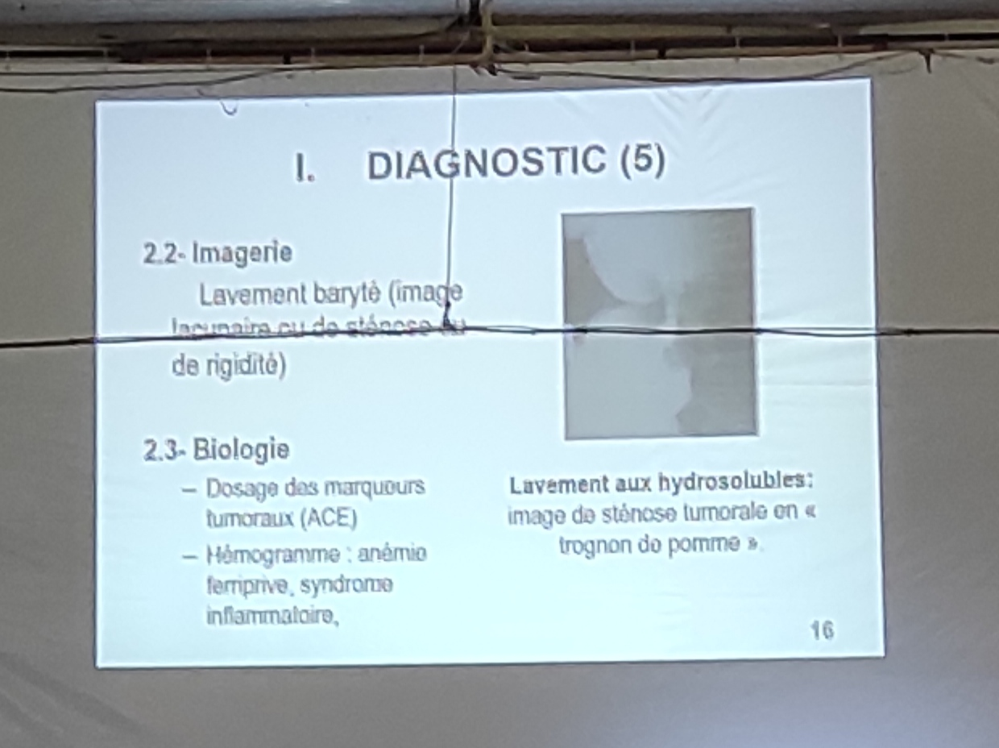 I. DIAGNOSTIC (5)
2.2- Imagerie
Lavement baryté (image
lacunaire ou de sténose ou
de rigidité)
2.3- Biologie
– Dosage des marqueurs
tumoraux (ACE)
– Hémogramme : anémie
ferriprive, syndrome
inflammatoire,
Lavement aux hydrosolubles:
image de sténose tumorale en «
trognon de pomme ».
16